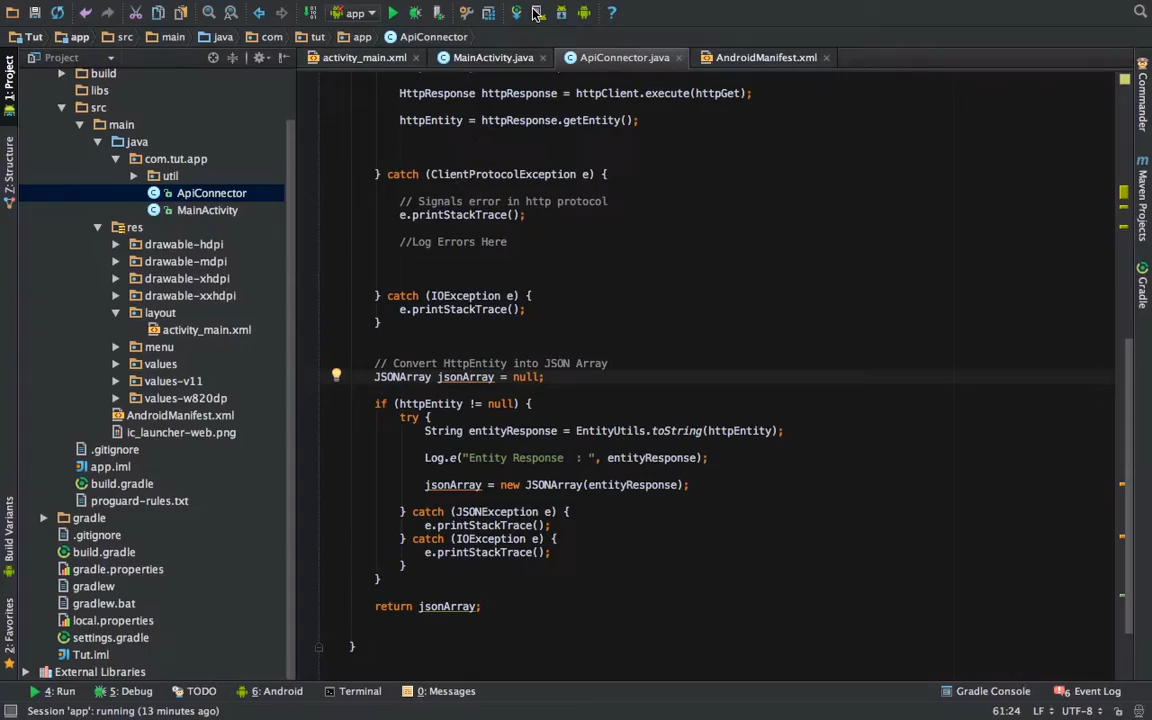 app
Tut app src main java com tut app ApiConnector
1: Project
Z: Structure
Build Variants
2: Favorites
Project
build
libs
src
main
java
com.tut.app
util
ApiConnector
MainActivity
res
drawable-hdpi
drawable-mdpi
drawable-xhdpi
drawable-xxhdpi
layout
activity_main.xml
menu
values
values-v11
values-w820dp
AndroidManifest.xml
ic_launcher-web.png
.gitignore
app.iml
build.gradle
proguard-rules.txt
gradle
.gitignore
build.gradle
gradle.properties
gradlew
gradlew.bat
local.properties
settings.gradle
Tut.iml
External Libraries
activity_main.xml MainActivity.java ApiConnector.java AndroidManifest.xml
HttpResponse httpResponse = httpClient.execute(httpGet);
httpEntity = httpResponse.getEntity();
} catch (ClientProtocolException e) {
// Signals error in http protocol
e.printStackTrace();
//Log Errors Here
} catch (IOException e) {
e.printStackTrace();
}
// Convert HttpEntity into JSON Array
JSONArray jsonArray = null;
if (httpEntity != null) {
try {
String entityResponse = EntityUtils.toString(httpEntity);
Log.e("Entity Response  : ", entityResponse);
jsonArray = new JSONArray(entityResponse);
} catch (JSONException e) {
e.printStackTrace();
} catch (IOException e) {
e.printStackTrace();
}
}
return jsonArray;
}
Commander
m Maven Projects
Gradle
4: Run 5: Debug TODO 6: Android Terminal 0: Messages Gradle Console 6 Event Log
Session 'app': running (13 minutes ago) 61:24 LF UTF-8